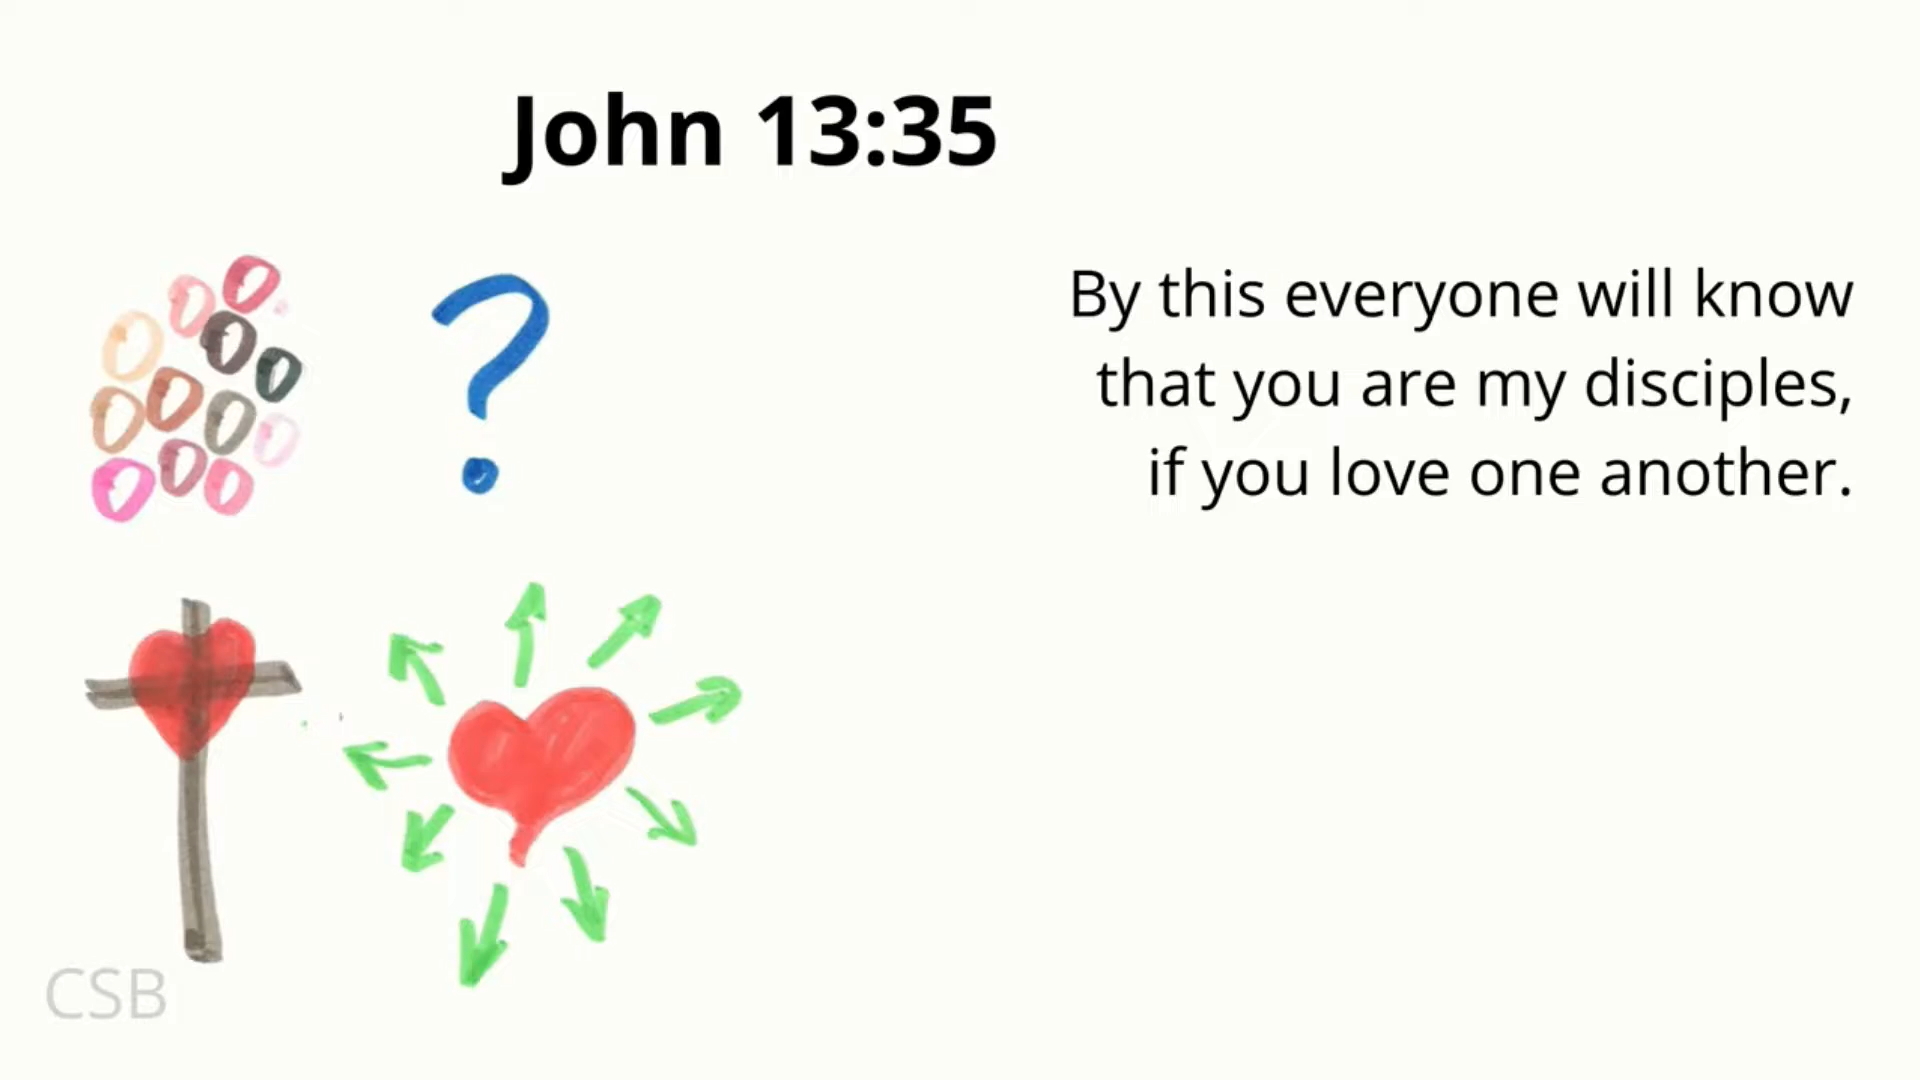 John 13:35
?
By this everyone will know
that you are my disciples,
if you love one another.
CSB